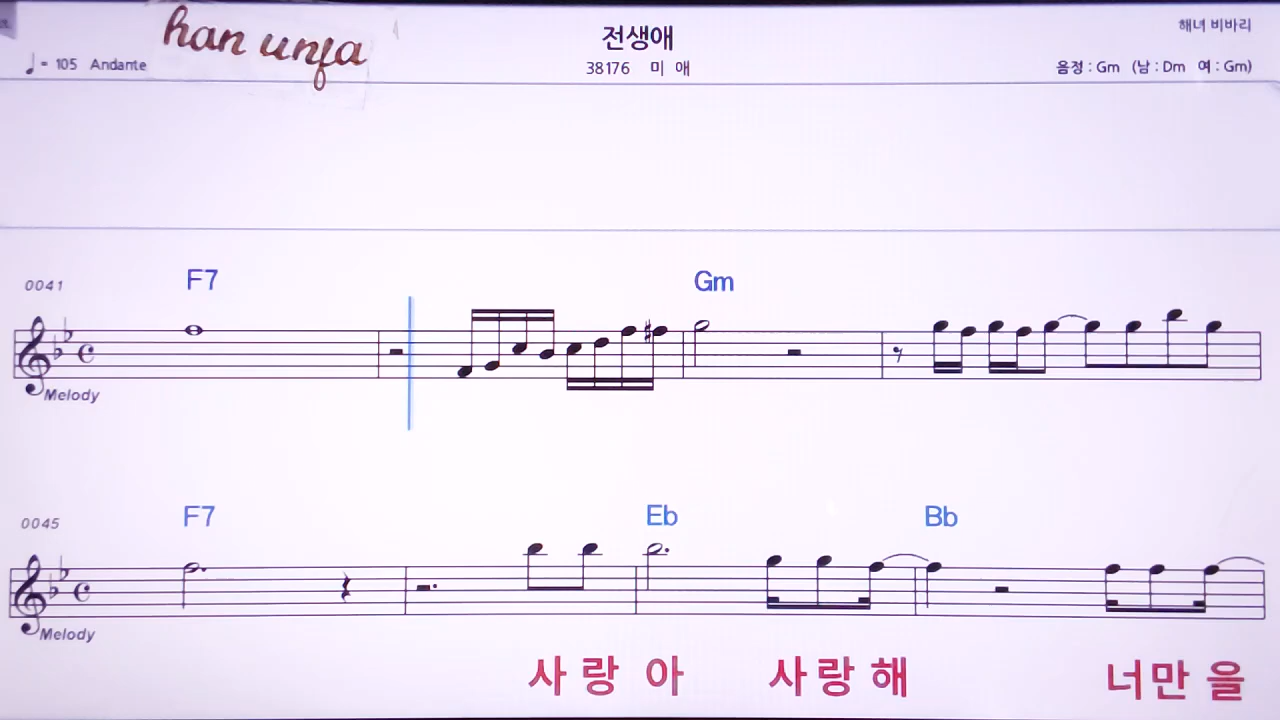 han unfa
전생애
해녀 비바리
♩= 105 Andante
38176 미 애
음정 : Gm (남 : Dm 여 : Gm)
0041 F7 Gm
Melody
0045 F7 Eb Bb
Melody
사 랑 아 사 랑 해 너 만 을